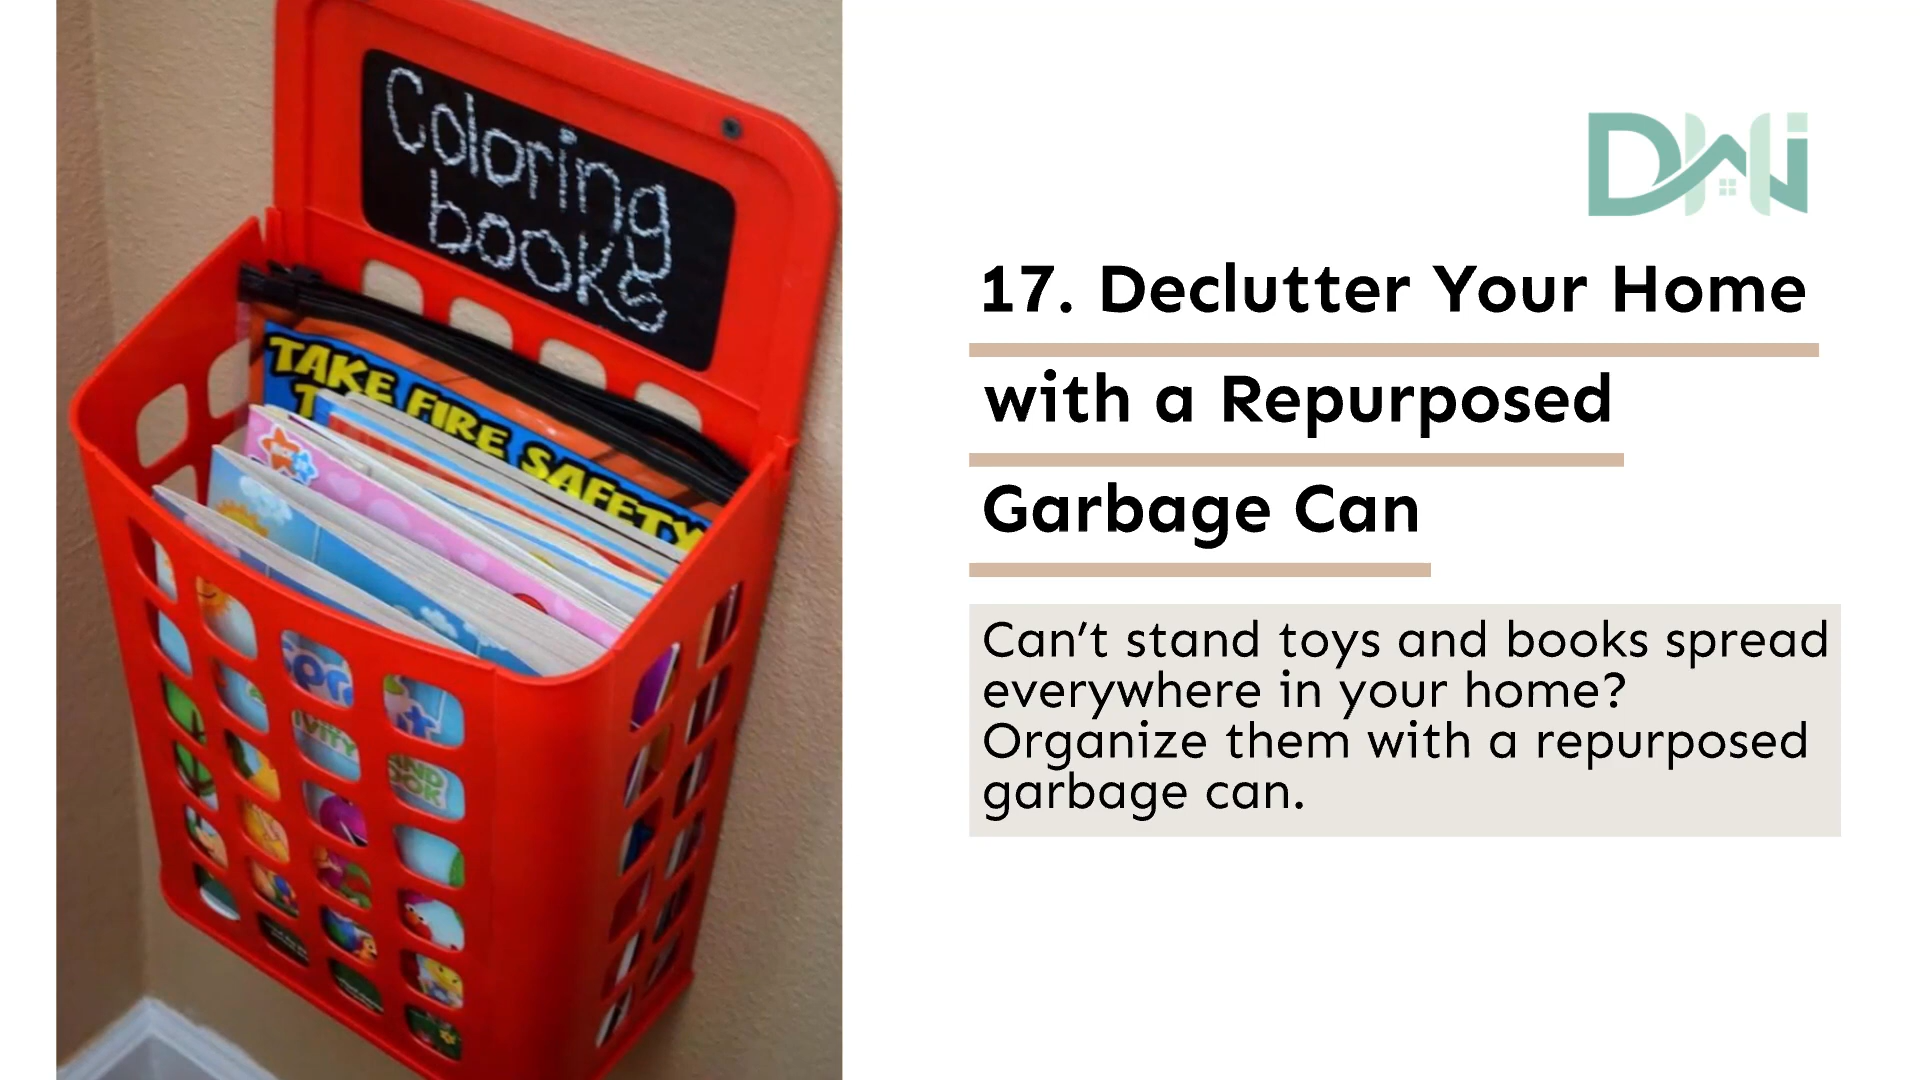 Coloring
books
TAKE FIRE SAFETY
DHI
17. Declutter Your Home
with a Repurposed
Garbage Can
Can’t stand toys and books spread
everywhere in your home?
Organize them with a repurposed
garbage can.